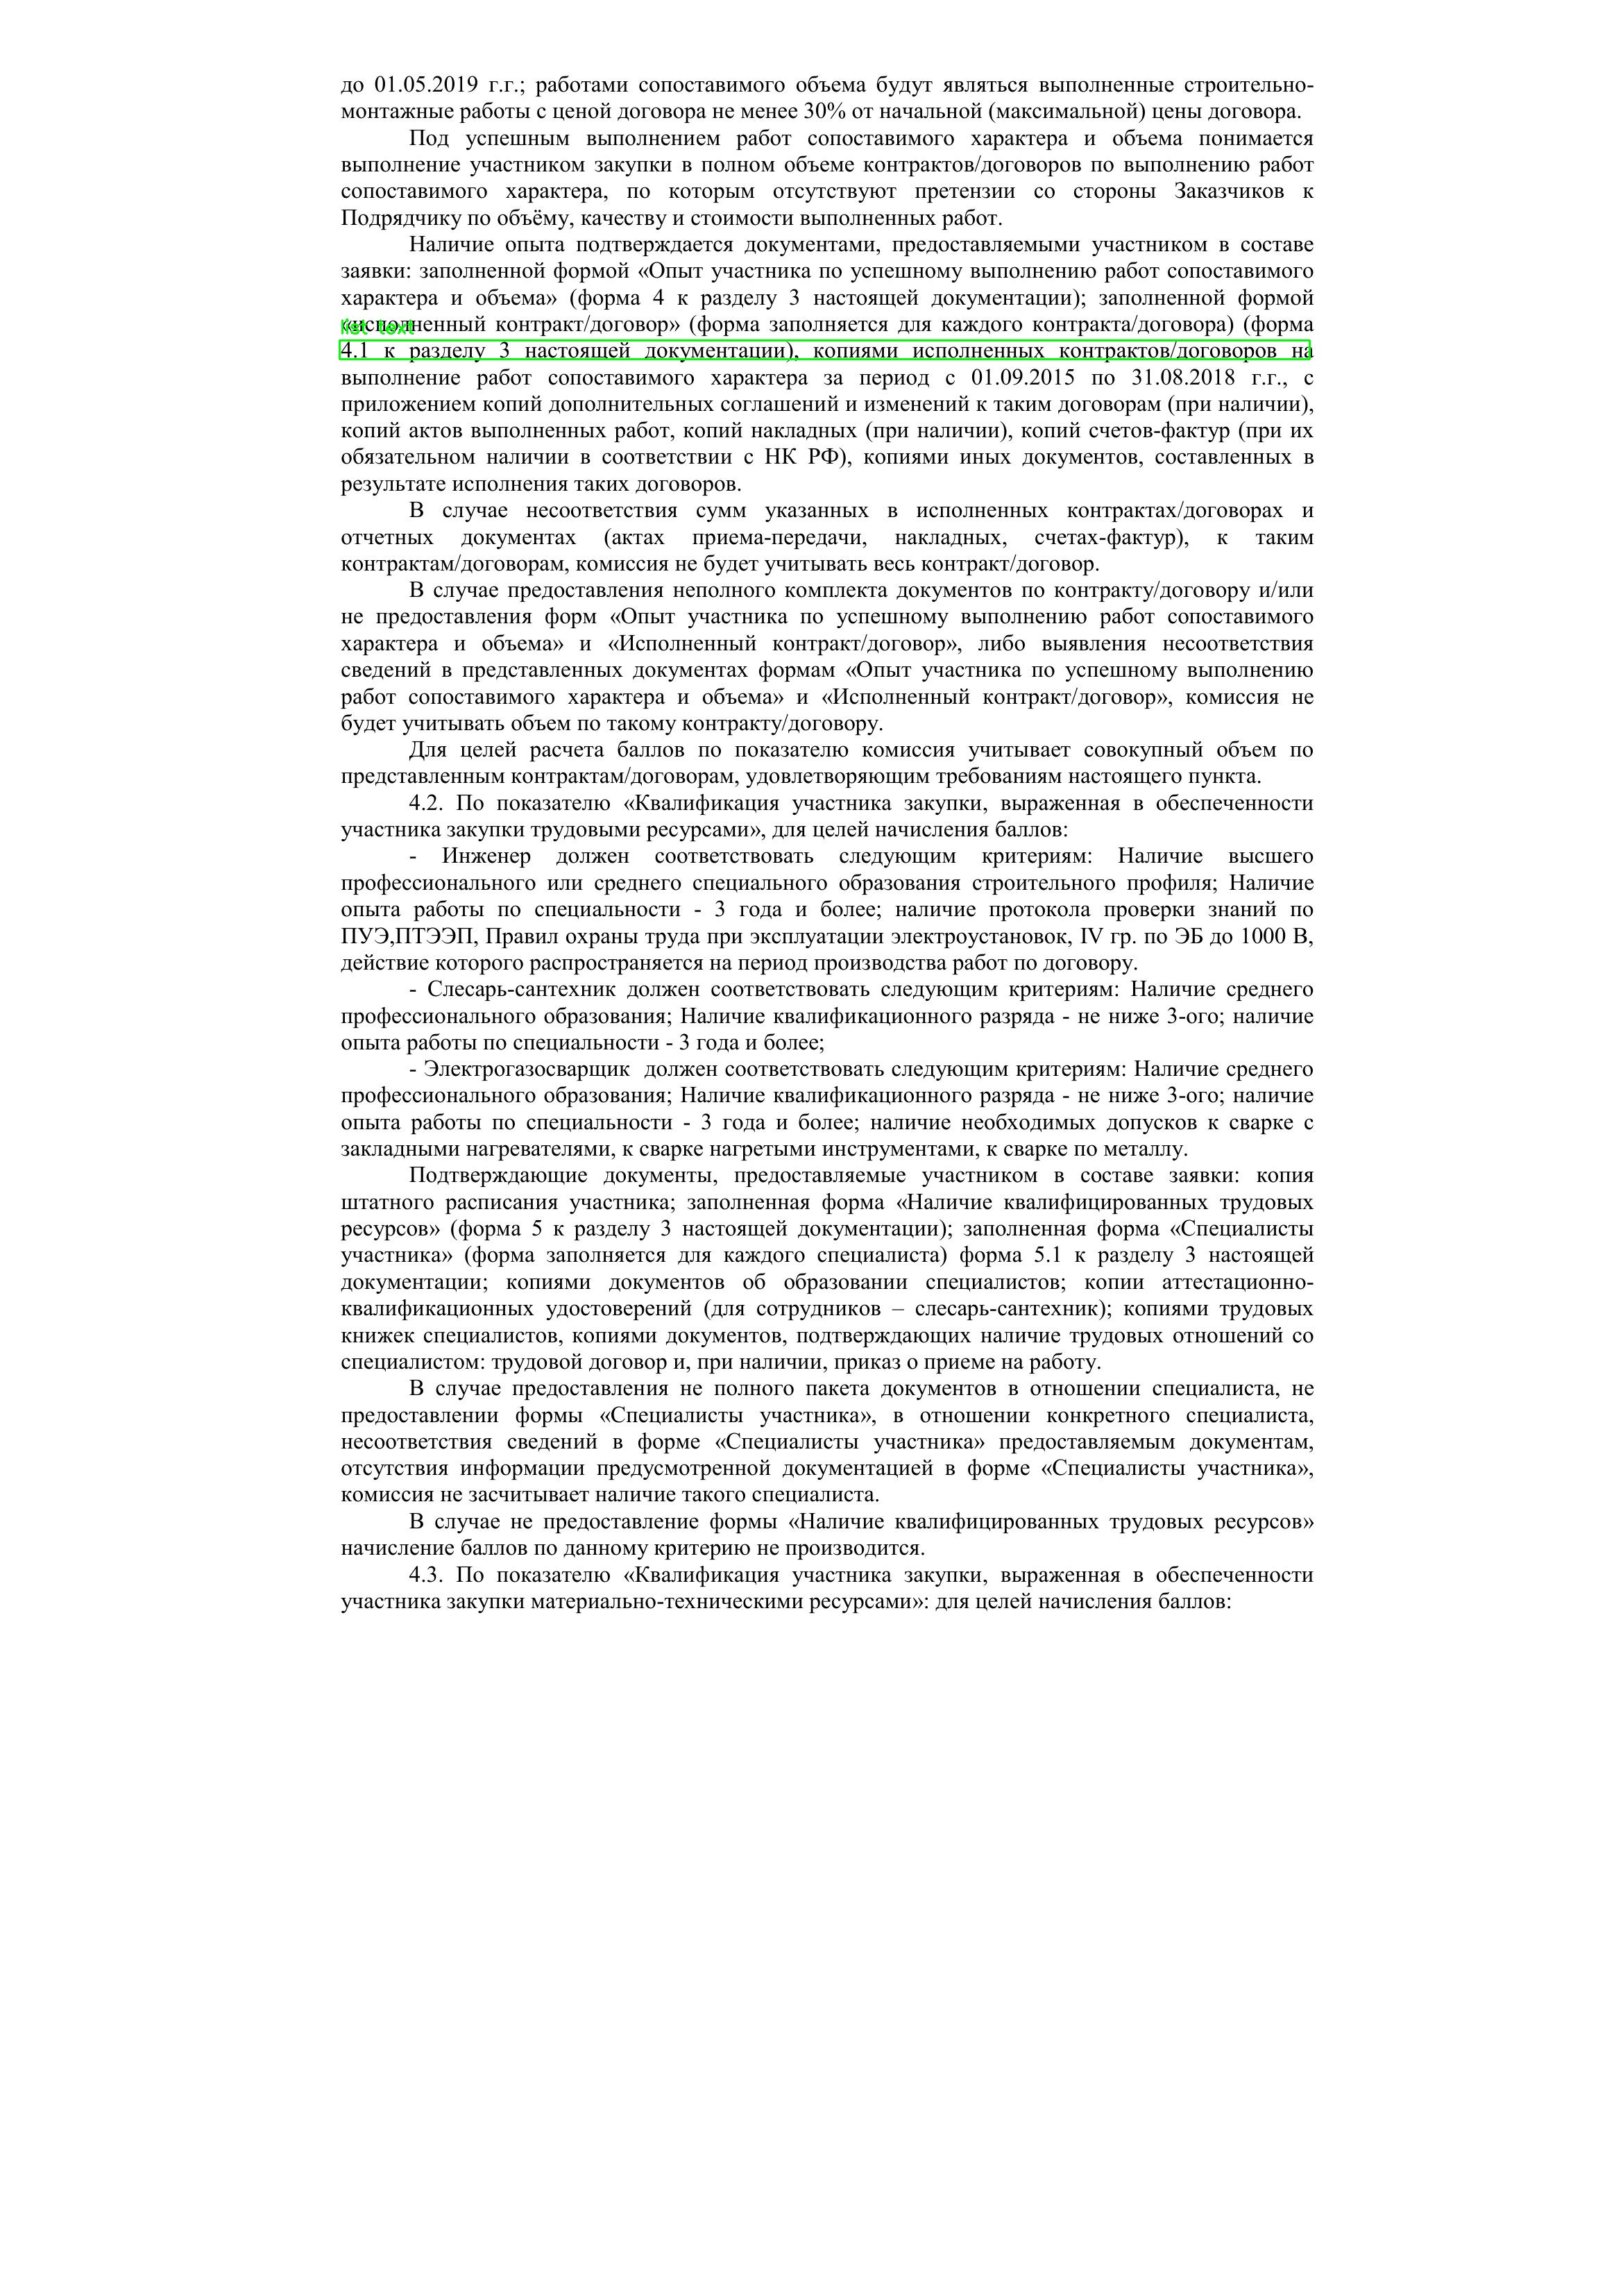 до 01.05.2019 г.г.; работами сопоставимого объема будут являться выполненные строительно-
монтажные работы с ценой договора не менее 30% от начальной (максимальной) цены договора.
Под успешным выполнением работ сопоставимого характера и объема понимается
выполнение участником закупки в полном объеме контрактов/договоров по выполнению работ
сопоставимого характера, по которым отсутствуют претензии со стороны Заказчиков к
Подрядчику по объёму, качеству и стоимости выполненных работ.
Наличие опыта подтверждается документами, предоставляемыми участником в составе
заявки: заполненной формой «Опыт участника по успешному выполнению работ сопоставимого
характера и объема» (форма 4 к разделу 3 настоящей документации); заполненной формой
list text
«исполненный контракт/договор» (форма заполняется для каждого контракта/договора) (форма
4.1 к разделу 3 настоящей документации), копиями исполненных контрактов/договоров на
выполнение работ сопоставимого характера за период с 01.09.2015 по 31.08.2018 г.г., с
приложением копий дополнительных соглашений и изменений к таким договорам (при наличии),
копий актов выполненных работ, копий накладных (при наличии), копий счетов-фактур (при их
обязательном наличии в соответствии с НК РФ), копиями иных документов, составленных в
результате исполнения таких договоров.
В случае несоответствия сумм указанных в исполненных контрактах/договорах и
отчетных документах (актах приема-передачи, накладных, счетах-фактур), к таким
контрактам/договорам, комиссия не будет учитывать весь контракт/договор.
В случае предоставления неполного комплекта документов по контракту/договору и/или
не предоставления форм «Опыт участника по успешному выполнению работ сопоставимого
характера и объема» и «Исполненный контракт/договор», либо выявления несоответствия
сведений в представленных документах формам «Опыт участника по успешному выполнению
работ сопоставимого характера и объема» и «Исполненный контракт/договор», комиссия не
будет учитывать объем по такому контракту/договору.
Для целей расчета баллов по показателю комиссия учитывает совокупный объем по
представленным контрактам/договорам, удовлетворяющим требованиям настоящего пункта.
4.2. По показателю «Квалификация участника закупки, выраженная в обеспеченности
участника закупки трудовыми ресурсами», для целей начисления баллов:
- Инженер должен соответствовать следующим критериям: Наличие высшего
профессионального или среднего специального образования строительного профиля; Наличие
опыта работы по специальности - 3 года и более; наличие протокола проверки знаний по
ПУЭ,ПТЭЭП, Правил охраны труда при эксплуатации электроустановок, IV гр. по ЭБ до 1000 В,
действие которого распространяется на период производства работ по договору.
- Слесарь-сантехник должен соответствовать следующим критериям: Наличие среднего
профессионального образования; Наличие квалификационного разряда - не ниже 3-ого; наличие
опыта работы по специальности - 3 года и более;
- Электрогазосварщик должен соответствовать следующим критериям: Наличие среднего
профессионального образования; Наличие квалификационного разряда - не ниже 3-ого; наличие
опыта работы по специальности - 3 года и более; наличие необходимых допусков к сварке с
закладными нагревателями, к сварке нагретыми инструментами, к сварке по металлу.
Подтверждающие документы, предоставляемые участником в составе заявки: копия
штатного расписания участника; заполненная форма «Наличие квалифицированных трудовых
ресурсов» (форма 5 к разделу 3 настоящей документации); заполненная форма «Специалисты
участника» (форма заполняется для каждого специалиста) форма 5.1 к разделу 3 настоящей
документации; копиями документов об образовании специалистов; копии аттестационно-
квалификационных удостоверений (для сотрудников – слесарь-сантехник); копиями трудовых
книжек специалистов, копиями документов, подтверждающих наличие трудовых отношений со
специалистом: трудовой договор и, при наличии, приказ о приеме на работу.
В случае предоставления не полного пакета документов в отношении специалиста, не
предоставлении формы «Специалисты участника», в отношении конкретного специалиста,
несоответствия сведений в форме «Специалисты участника» предоставляемым документам,
отсутствия информации предусмотренной документацией в форме «Специалисты участника»,
комиссия не засчитывает наличие такого специалиста.
В случае не предоставление формы «Наличие квалифицированных трудовых ресурсов»
начисление баллов по данному критерию не производится.
4.3. По показателю «Квалификация участника закупки, выраженная в обеспеченности
участника закупки материально-техническими ресурсами»: для целей начисления баллов: